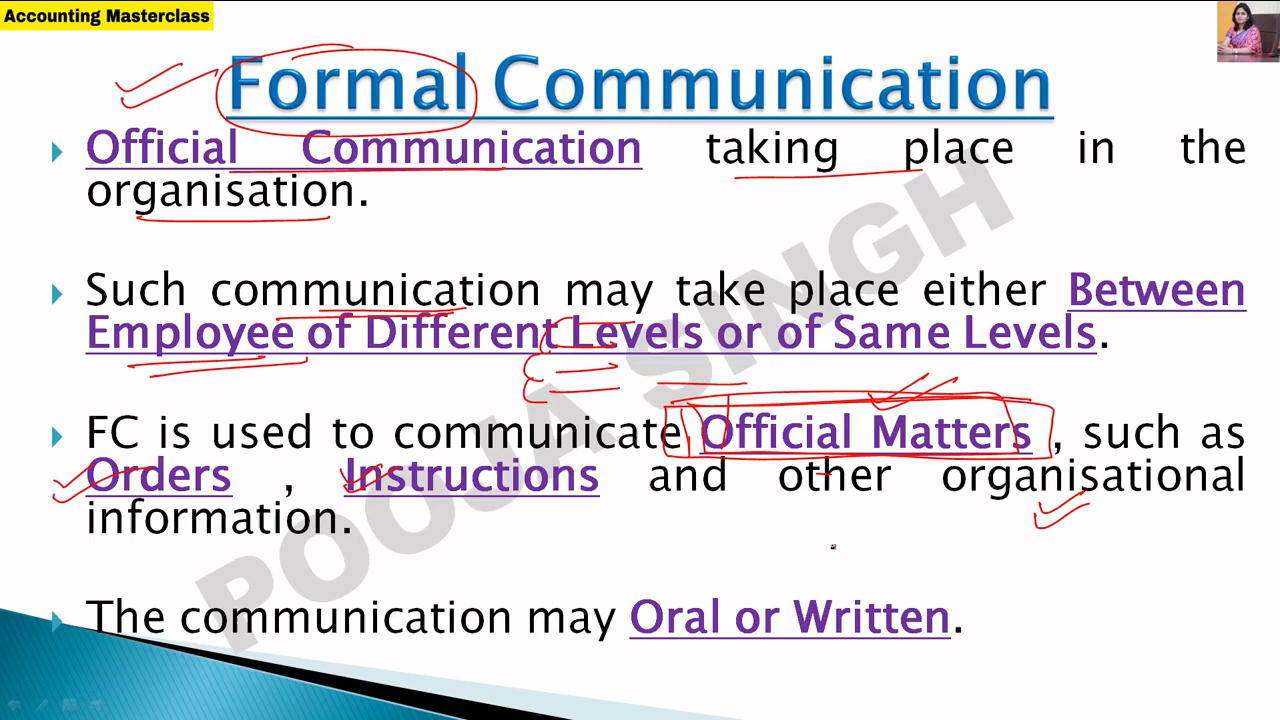 Accounting Masterclass
Formal Communication
Official Communication taking place in the
organisation.
Such communication may take place either Between
Employee of Different Levels or of Same Levels.
FC is used to communicate Official Matters , such as
Orders , Instructions and other organisational
information.
The communication may Oral or Written.
POOJA SINGH